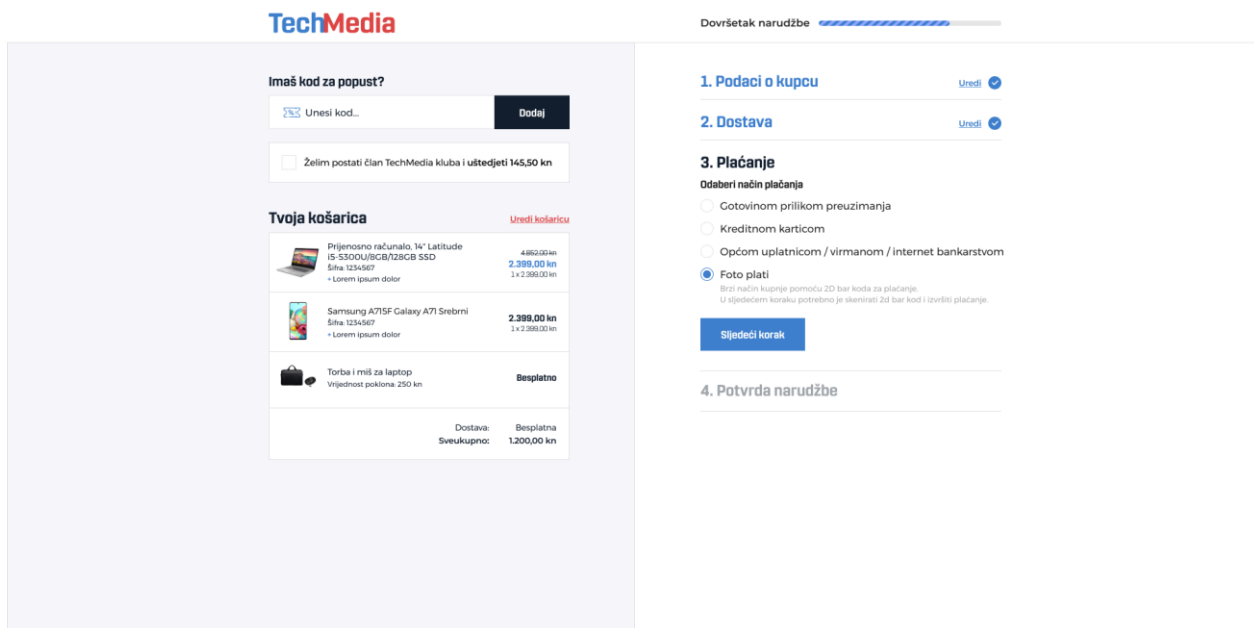 TechMedia
Dovršetak narudžbe
Imaš kod za popust?
Unesi kod...
Dodaj
Želim postati član TechMedia kluba i uštedjeti 145,50 kn
Tvoja košarica
Uredi košaricu
Prijenosno računalo, 14" Latitude
i5-5300U/8GB/128GB SSD
Šifra: 1234567
+ Lorem ipsum dolor
4.852,00 kn
2.399,00 kn
1 x 2.389,00 kn
Samsung A715F Galaxy A71 Srebrni
Šifra: 1234567
+ Lorem ipsum dolor
2.399,00 kn
1 x 2.389,00 kn
Torba i miš za laptop
Vrijednost poklona: 250 kn
Besplatno
Dostava: Besplatna
Sveukupno: 1.200,00 kn
1. Podaci o kupcu
Uredi
2. Dostava
Uredi
3. Plaćanje
Odaberi način plačanja
Gotovinom prilikom preuzimanja
Kreditnom karticom
Općom uplatnicom / virmanom / internet bankarstvom
Foto plati
Brzi način kupnje pomoću 2D bar koda za plaćanje.
U sljedećem koraku potrebno je skenirati 2d bar kod i izvršiti plaćanje.
Sljedeći korak
4. Potvrda narudžbe